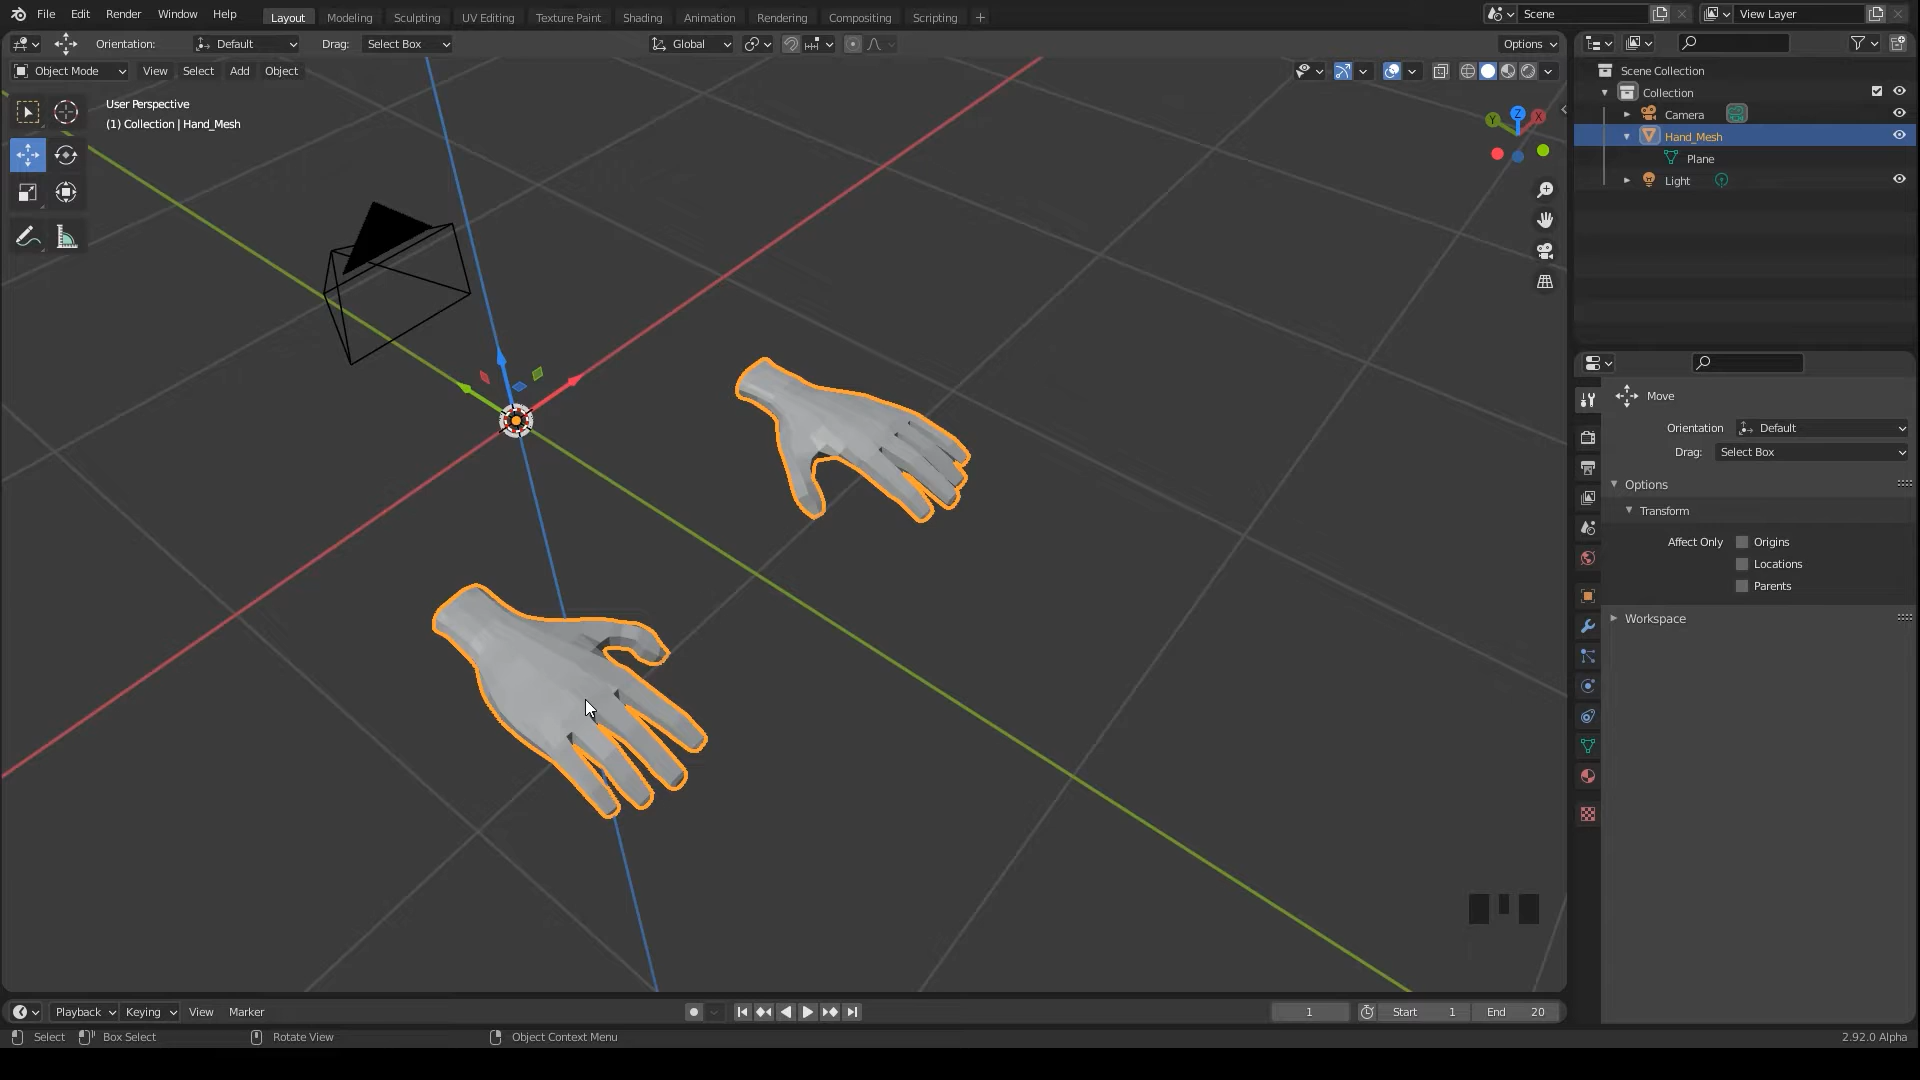 File Edit Render Window Help Layout Modeling Sculpting UV Editing Texture Paint Shading Animation Rendering Compositing Scripting + Scene View Layer
Orientation: Default Drag: Select Box Global Options
Object Mode View Select Add Object
User Perspective
(1) Collection | Hand_Mesh
Z
Y
X
Scene Collection
Collection
Camera
Hand_Mesh
Plane
Light
Move
Orientation Default
Drag: Select Box
Options
Transform
Affect Only Origins
Locations
Parents
Workspace
Playback Keying View Marker 1 Start 1 End 20
Select Box Select Rotate View Object Context Menu 2.92.0 Alpha